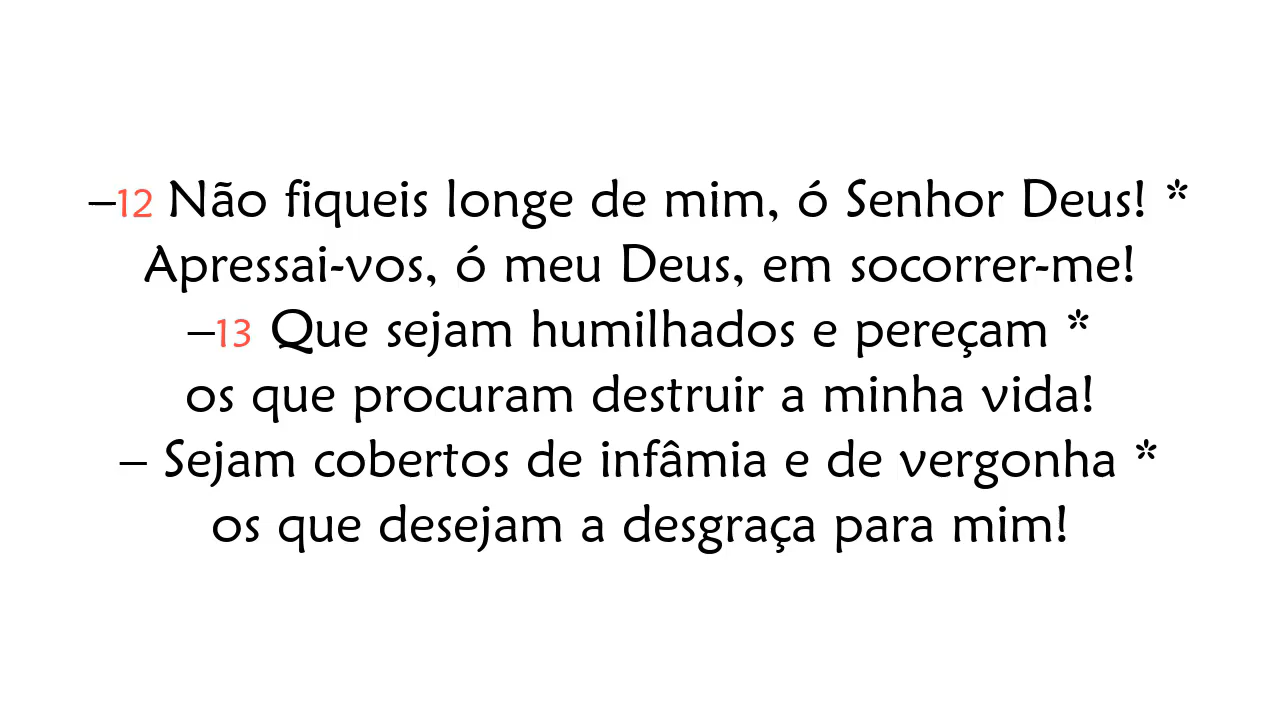 –12 Não fiqueis longe de mim, ó Senhor Deus! *
Apressai-vos, ó meu Deus, em socorrer-me!
–13 Que sejam humilhados e pereçam *
os que procuram destruir a minha vida!
– Sejam cobertos de infâmia e de vergonha *
os que desejam a desgraça para mim!